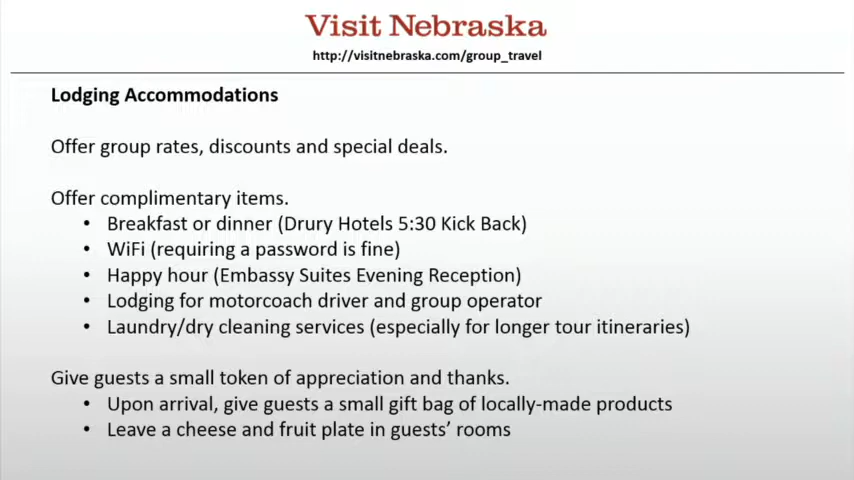 Visit Nebraska
http://visitnebraska.com/group_travel
Lodging Accommodations
Offer group rates, discounts and special deals.
Offer complimentary items.
• Breakfast or dinner (Drury Hotels 5:30 Kick Back)
• WiFi (requiring a password is fine)
• Happy hour (Embassy Suites Evening Reception)
• Lodging for motorcoach driver and group operator
• Laundry/dry cleaning services (especially for longer tour itineraries)
Give guests a small token of appreciation and thanks.
• Upon arrival, give guests a small gift bag of locally-made products
• Leave a cheese and fruit plate in guests’ rooms